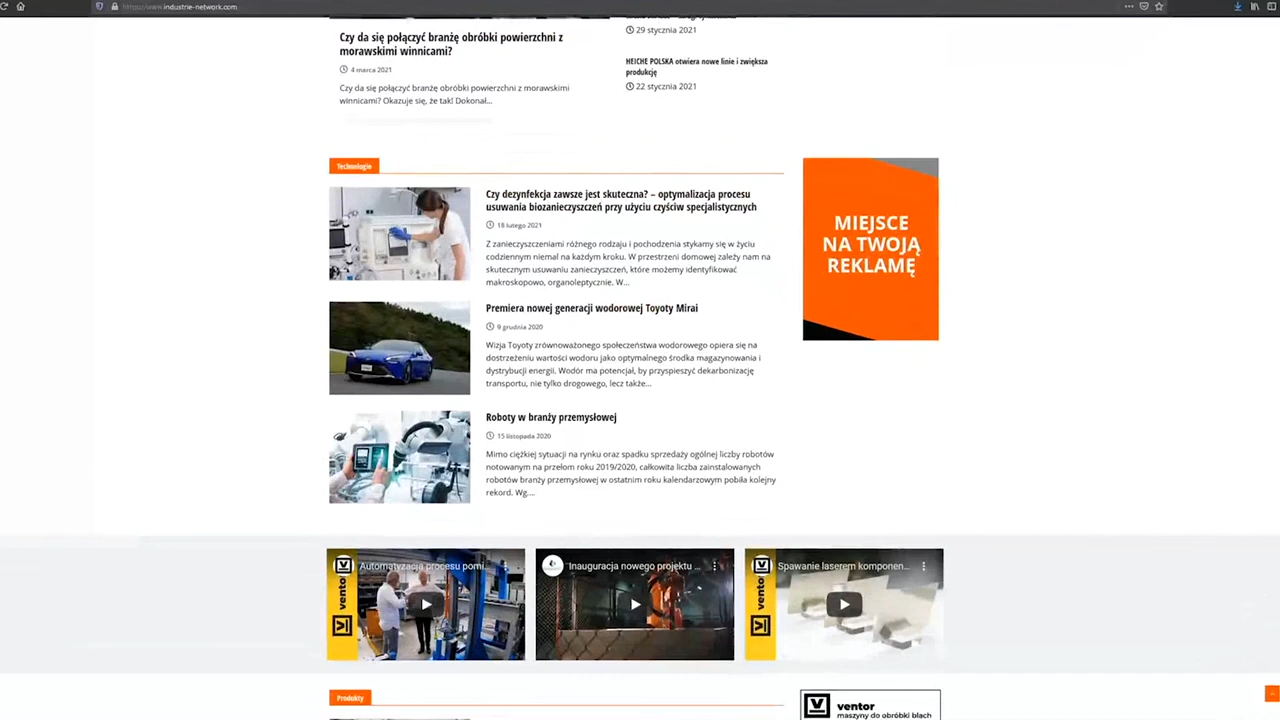 https://www.industrie-network.com
Czy da się połączyć branżę obróbki powierzchni z
morawskimi winnicami?
4 marca 2021
Czy da się połączyć branżę obróbki powierzchni z morawskimi
winnicami? Okazuje się, że tak! Dokonał...
29 stycznia 2021
HEICHE POLSKA otwiera nowe linie i zwiększa
produkcję
22 stycznia 2021
Technologie
Czy dezynfekcja zawsze jest skuteczna? – optymalizacja procesu
usuwania biozanieczyszczeń przy użyciu czyściw specjalistycznych
18 lutego 2021
Z zanieczyszczeniami różnego rodzaju i pochodzenia stykamy się w życiu
codziennym niemal na każdym kroku. W przestrzeni domowej zależy nam na
skutecznym usuwaniu zanieczyszczeń, które możemy identyfikować
makroskopowo, organoleptycznie. W...
Premiera nowej generacji wodorowej Toyoty Mirai
9 grudnia 2020
Wizja Toyoty zrównoważonego społeczeństwa wodorowego opiera się na
dostrzeżeniu wartości wodoru jako optymalnego środka magazynowania i
dystrybucji energii. Wodór ma potencjał, by przyspieszyć dekarbonizację
transportu, nie tylko drogowego, lecz także...
Roboty w branży przemysłowej
15 listopada 2020
Mimo ciężkiej sytuacji na rynku oraz spadku sprzedaży ogólnej liczby robotów
notowanym na przełom roku 2019/2020, całkowita liczba zainstalowanych
robotów branży przemysłowej w ostatnim roku kalendarzowym pobiła kolejny
rekord. Wg....
MIEJSCE
NA TWOJĄ
REKLAMĘ
Automatyzacja procesu pomi...
ventor
Inauguracja nowego projektu ...
Spawanie laserem komponen...
ventor
Produkty
ventor
maszyny do obróbki blach